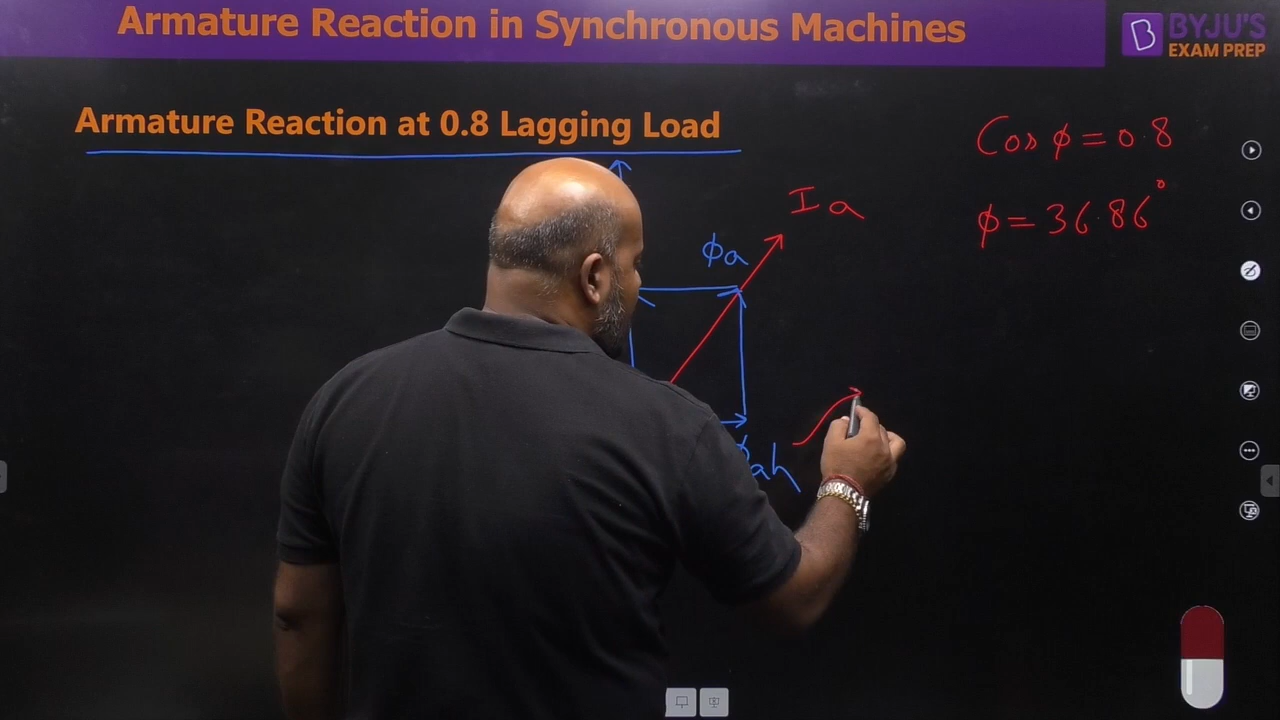 Armature Reaction in Synchronous Machines
BYJU'S
EXAM PREP
Armature Reaction at 0.8 Lagging Load
Cos ϕ = 0.8
ϕ = 36.86°
I a
ϕa
ϕah